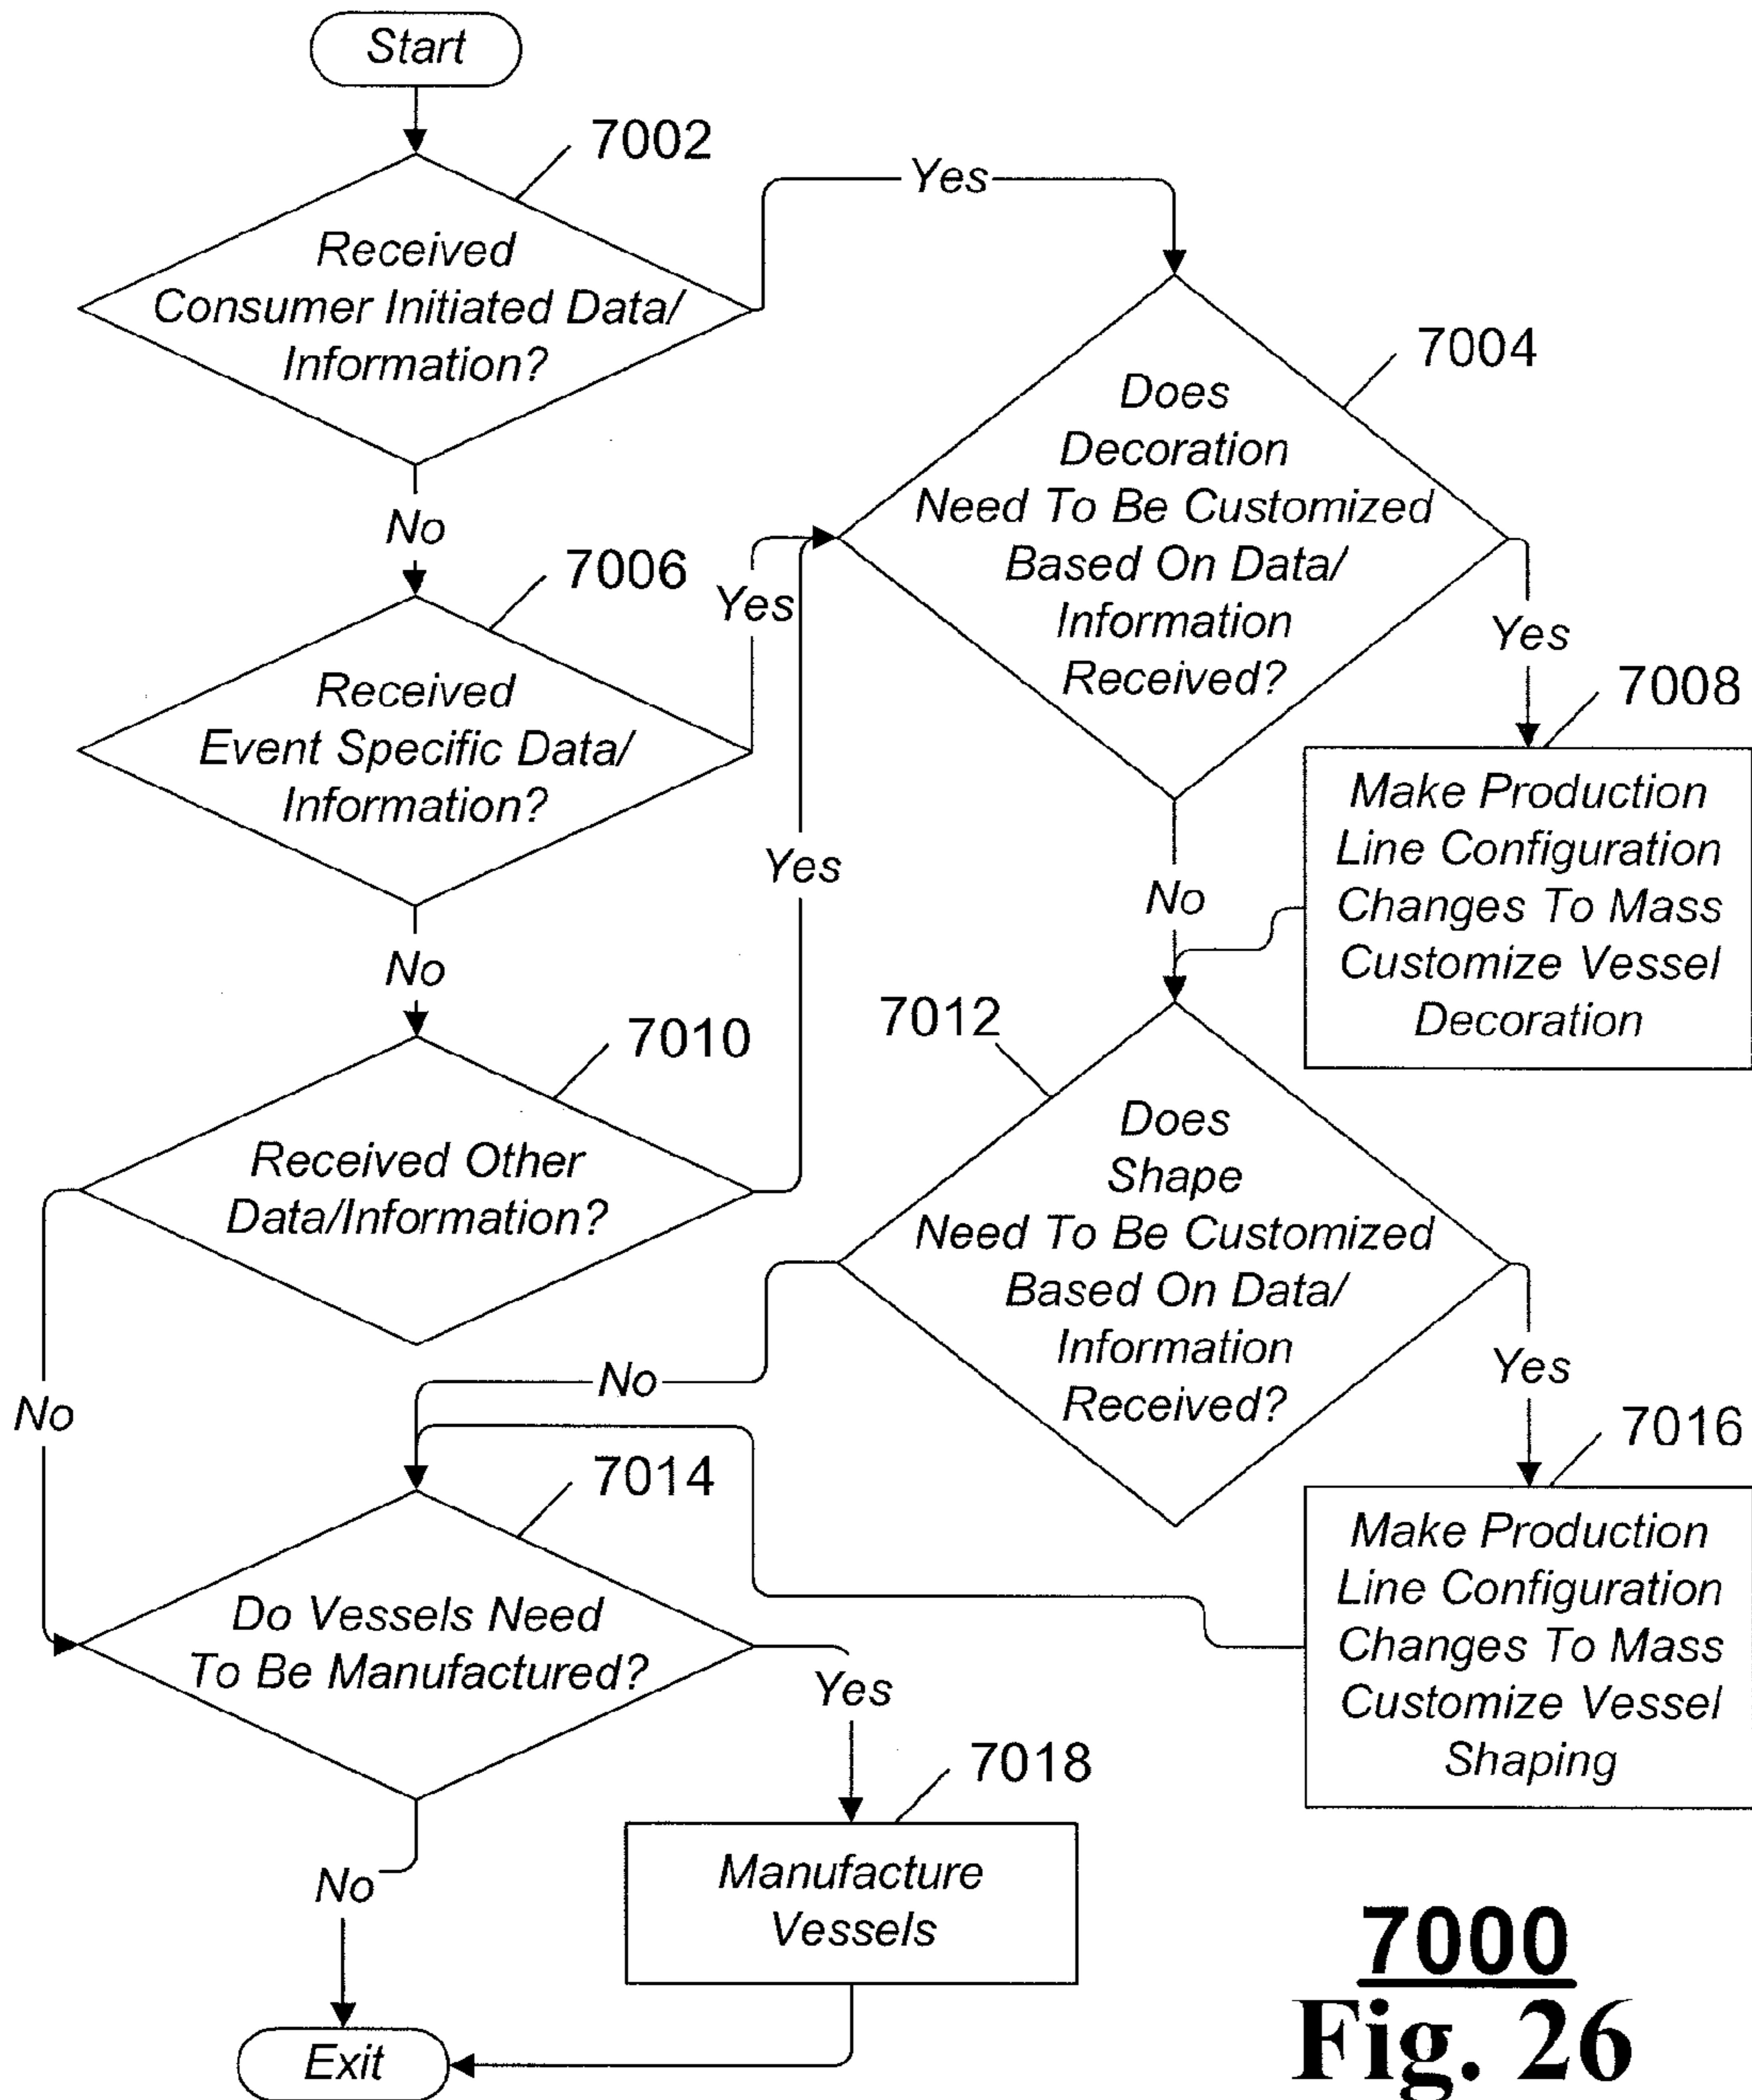 Start
7002
Received
Consumer Initiated Data/
Information?
Yes
No
7004
Does
Decoration
Need To Be Customized
Based On Data/
Information
Received?
7006
Received
Event Specific Data/
Information?
Yes
No
Yes
Yes
No
7008
Make Production
Line Configuration
Changes To Mass
Customize Vessel
Decoration
7010
Received Other
Data/Information?
No
7012
Does
Shape
Need To Be Customized
Based On Data/
Information
Received?
No
Yes
7014
Do Vessels Need
To Be Manufactured?
Yes
No
7016
Make Production
Line Configuration
Changes To Mass
Customize Vessel
Shaping
7018
Manufacture
Vessels
Exit
7000
Fig. 26